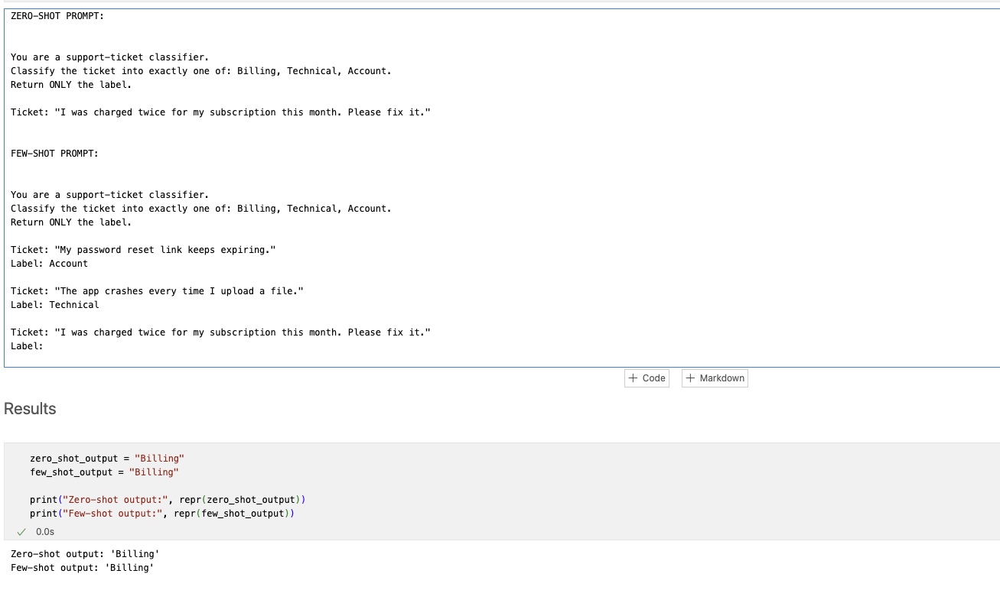 ZERO-SHOT PROMPT:
You are a support-ticket classifier.
Classify the ticket into exactly one of: Billing, Technical, Account.
Return ONLY the label.
Ticket: "I was charged twice for my subscription this month. Please fix it."
FEW-SHOT PROMPT:
You are a support-ticket classifier.
Classify the ticket into exactly one of: Billing, Technical, Account.
Return ONLY the label.
Ticket: "My password reset link keeps expiring."
Label: Account
Ticket: "The app crashes every time I upload a file."
Label: Technical
Ticket: "I was charged twice for my subscription this month. Please fix it."
Label:
+ Code + Markdown
Results
zero_shot_output = "Billing"
few_shot_output = "Billing"
print("Zero-shot output:", repr(zero_shot_output))
print("Few-shot output:", repr(few_shot_output))
✓ 0.0s
Zero-shot output: 'Billing'
Few-shot output: 'Billing'